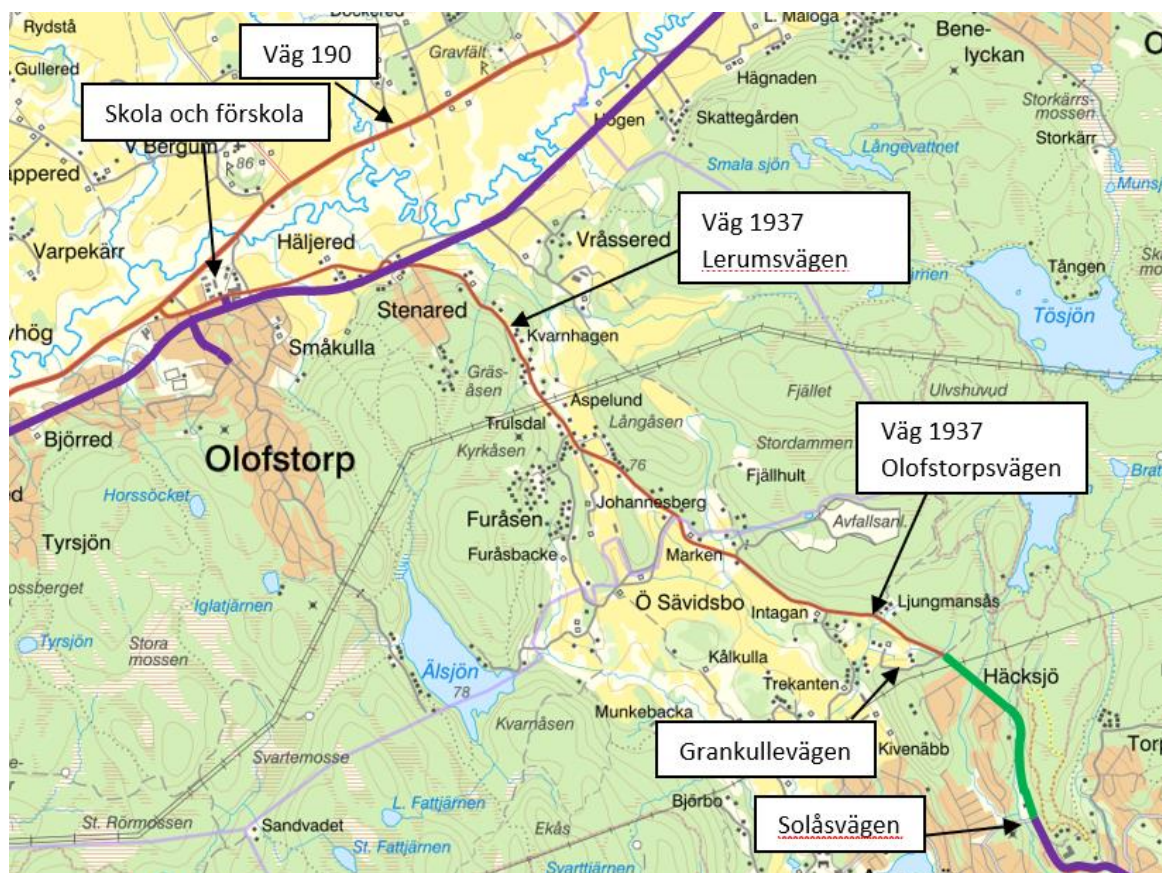 Rydstå
Gullered
Väg 190
Gravfält
L. Maloga
Bene-
lyckan
Hägnaden
Skola och förskola
V Bergum
86
Högen
Skattegården
Storkärrs-
mossen
Storkärr
Smala sjön
Långevattnet
Varpekärr
Häljered
Vråssered
Väg 1937
Lerumsvägen
Tången
Tösjön
Stenared
Småkulla
Kvarnhagen
Gräs-
åsen
Fjället
Ulvshuvud
Björred
Olofstorp
Aspelund
Trulsdal
Långåsen
Kyrkåsen
76
Stordammen
Väg 1937
Olofstorpsvägen
Horssöcket
Fjällhult
Johannesberg
Furåsen
Avfallsanl.
Tyrsjön
Furåsbacke
Marken
Iglatjärnen
Ö Sävidsbo
Intagan
Ljungmansås
Tyrsjön
Stora
mossen
Älsjön
78
Kålkulla
Trekanten
Häcksjö
Kvarnåsen
Munkebacka
Grankullevägen
Kivenäbb
Svartemosse
L. Fattjärnen
Björbo
Solåsvägen
St. Rörmossen
Sandvadet
Ekås
St. Fattjärnen
Svarttjärnen